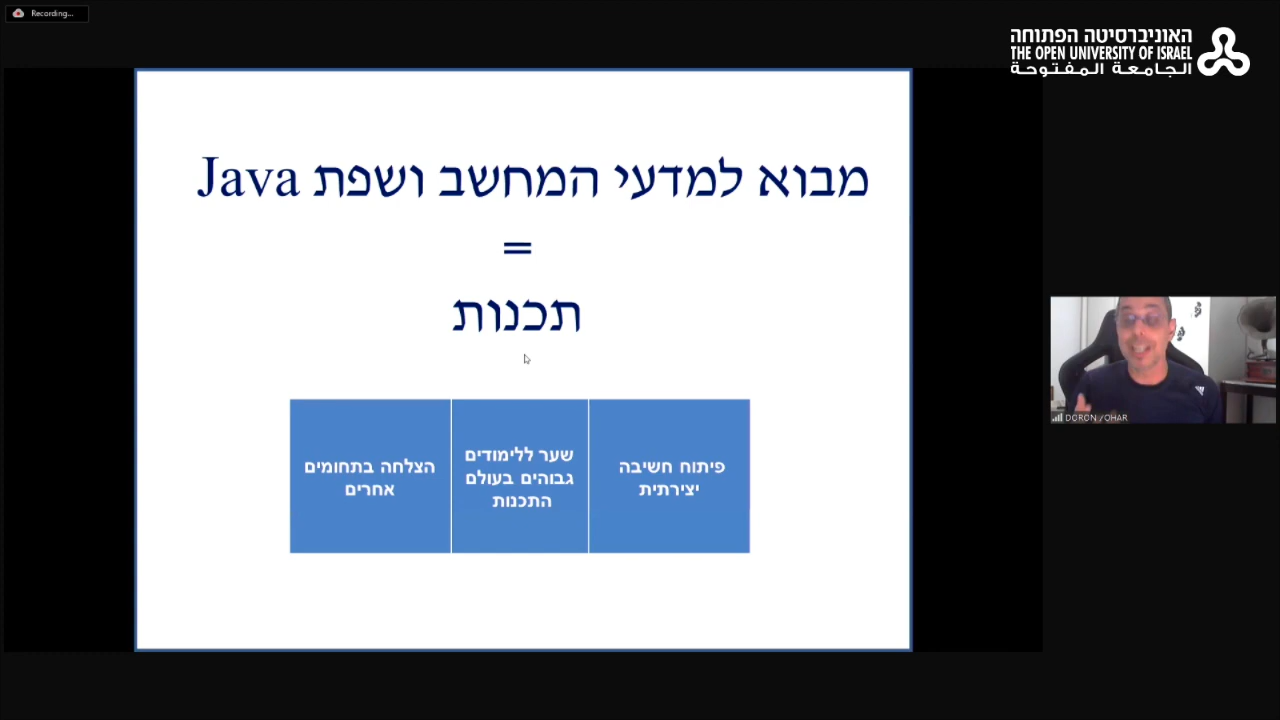 Recording...
האוניברסיטה הפתוחה
THE OPEN UNIVERSITY OF ISRAEL
الجامعة المفتوحة
מבוא למדעי המחשב ושפת Java
=
תכנות
פיתוח חשיבה
יצירתית
שער ללימודים
גבוהים בעולם
התכנות
הצלחה בתחומים
אחרים
DORON ZOHAR